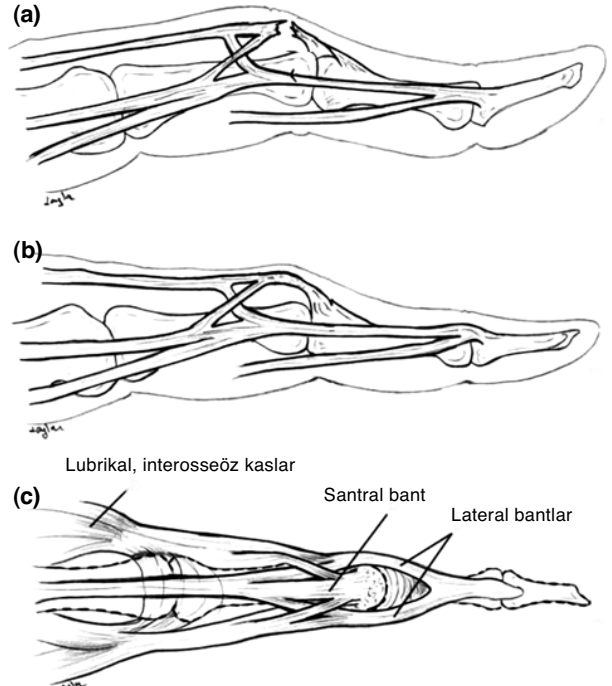 (a)
(b)
Lubrikal, interosseöz kaslar
(c)
Santral bant
Lateral bantlar